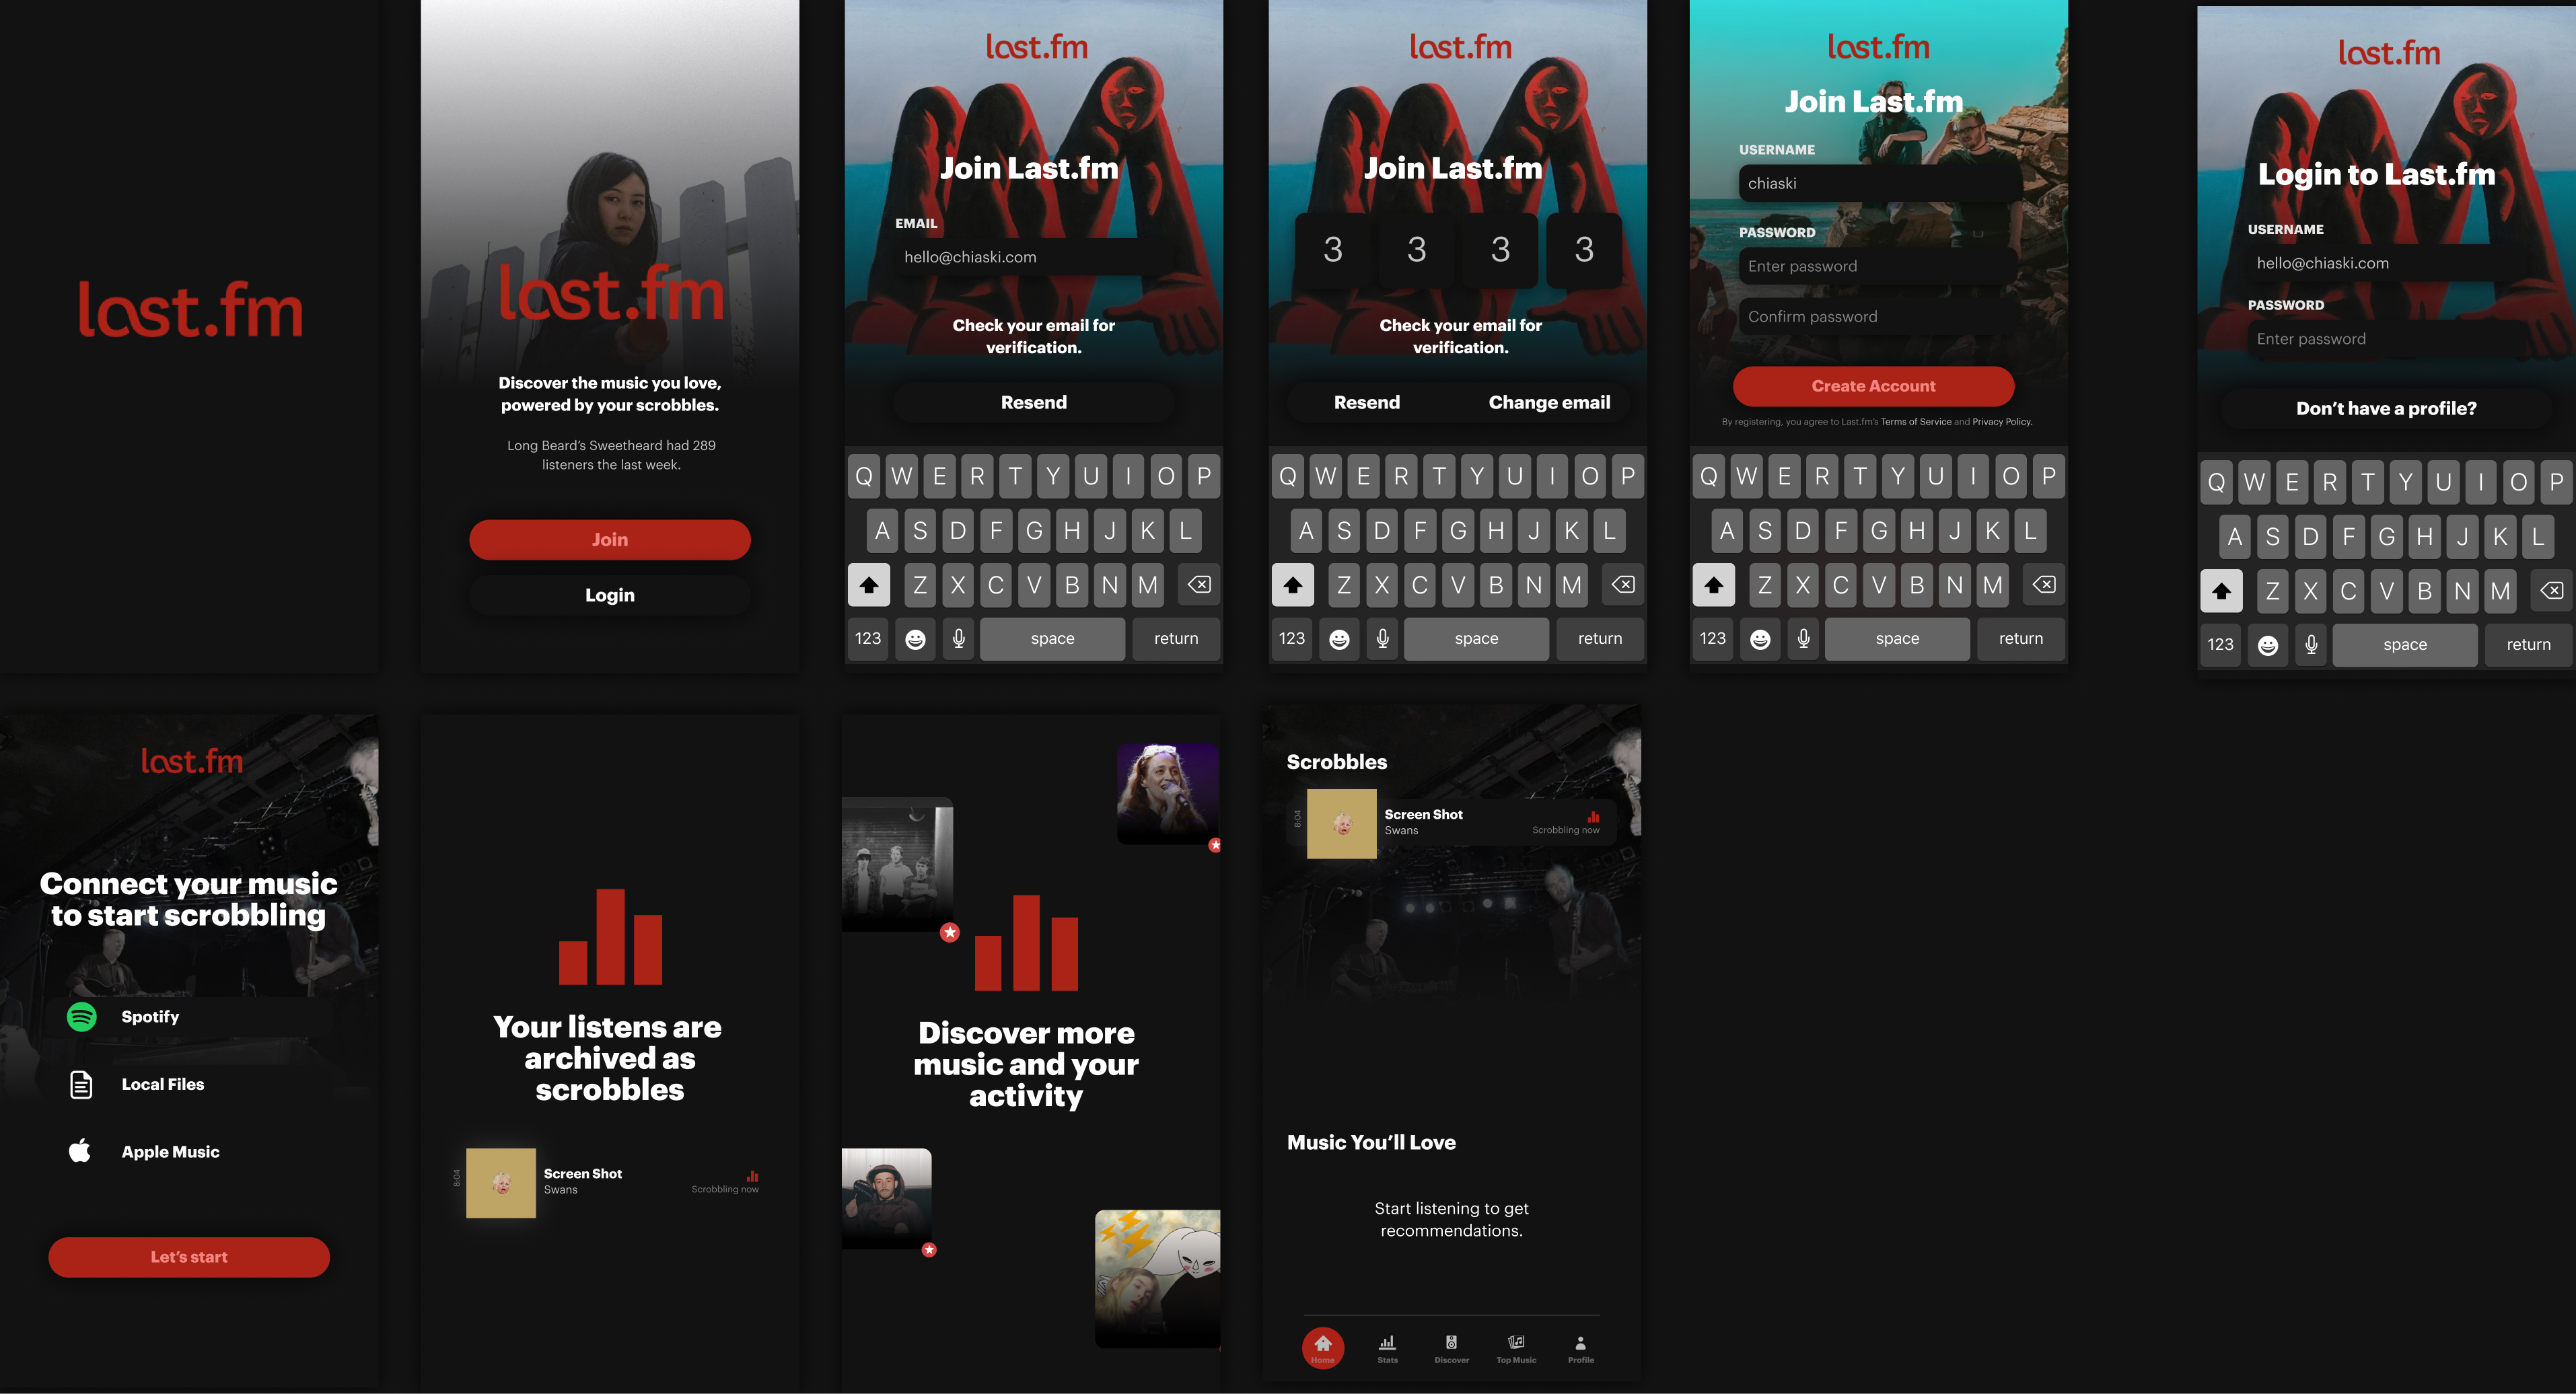 last.fm
last.fm
Discover the music you love,
powered by your scrobbles.
Long Beard's Sweetheard had 289
listeners the last week.
Join
Login
last.fm
Join Last.fm
EMAIL
hello@chiaski.com
Check your email for
verification.
Resend
Q W E R T Y U I O P
A S D F G H J K L
Z X C V B N M
123 space return
last.fm
Join Last.fm
3 3 3 3
Check your email for
verification.
Resend Change email
Q W E R T Y U I O P
A S D F G H J K L
Z X C V B N M
123 space return
last.fm
Join Last.fm
USERNAME
chiaski
PASSWORD
Enter password
Confirm password
Create Account
By registering, you agree to Last.fm's Terms of Service and Privacy Policy.
Q W E R T Y U I O P
A S D F G H J K L
Z X C V B N M
123 space return
last.fm
Login to Last.fm
USERNAME
hello@chiaski.com
PASSWORD
Enter password
Don't have a profile?
Q W E R T Y U I O P
A S D F G H J K L
Z X C V B N M
123 space return
last.fm
Connect your music
to start scrobbling
Spotify
Local Files
Apple Music
Let's start
Your listens are
archived as
scrobbles
8:04
Screen Shot
Swans
Scrobbling now
Discover more
music and your
activity
Scrobbles
8:04
Screen Shot
Swans
Scrobbling now
Music You'll Love
Start listening to get
recommendations.
Home Stats Discover Top Music Profile